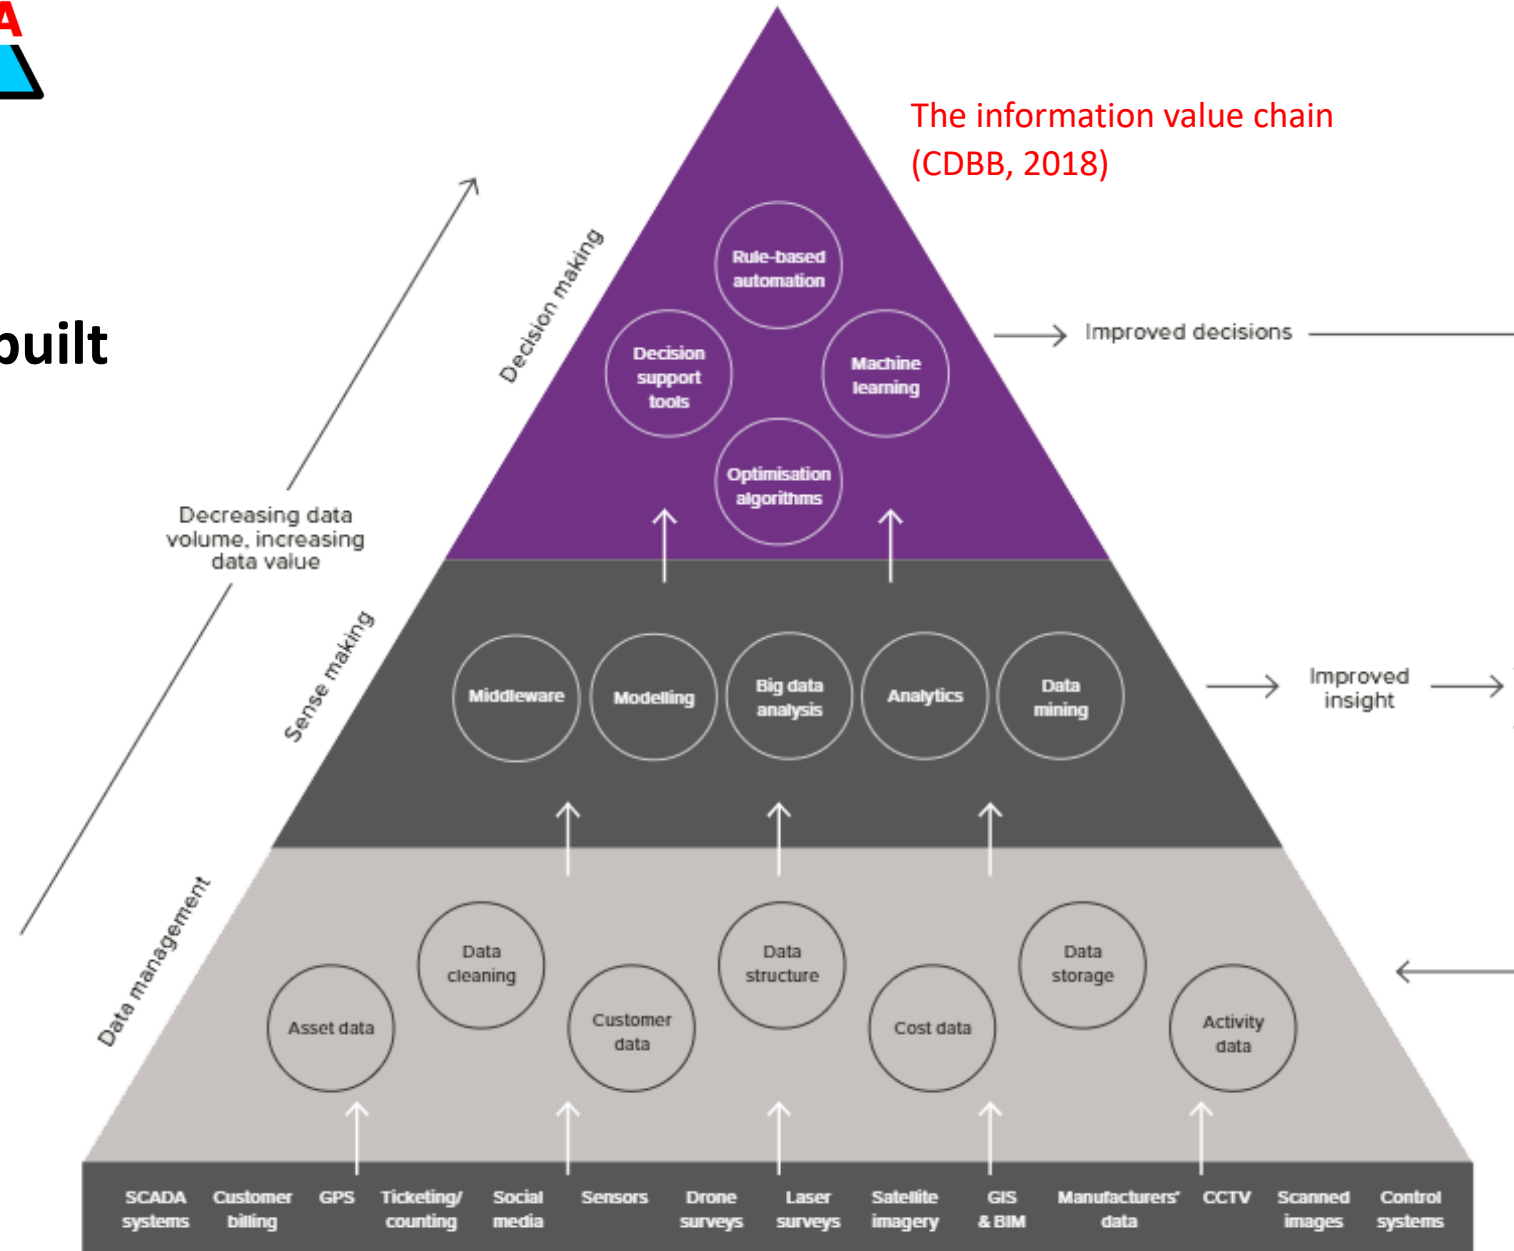 A
The information value chain
(CDBB, 2018)
built
Decision making
Rule-based
automation
Decision
support
tools
Machine
learning
Optimisation
algorithms
Improved decisions
Decreasing data
volume, increasing
data value
Sense making
Middleware
Modelling
Big data
analysis
Analytics
Data
mining
Improved
insight
Data management
Data
cleaning
Data
structure
Data
storage
Asset data
Customer
data
Cost data
Activity
data
SCADA
systems
Customer
billing
GPS
Ticketing/
counting
Social
media
Sensors
Drone
surveys
Laser
surveys
Satellite
imagery
GIS
& BIM
Manufacturers'
data
CCTV
Scanned
images
Control
systems